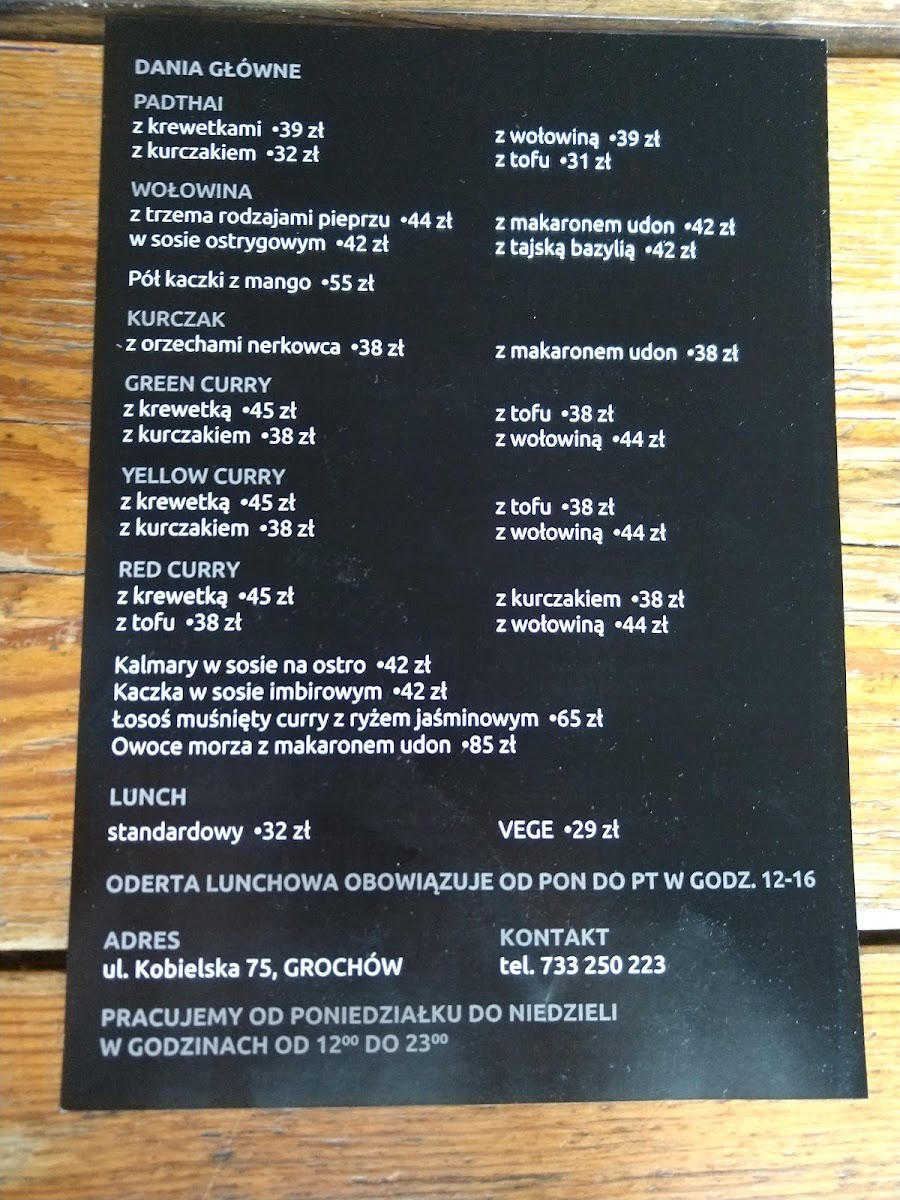 DANIA GŁÓWNE
PADTHAI
z krewetkami •39 zł
z kurczakiem •32 zł
z wołowiną •39 zł
z tofu •31 zł
WOŁOWINA
z trzema rodzajami pieprzu •44 zł
w sosie ostrygowym •42 zł
z makaronem udon •42 zł
z tajską bazylią •42 zł
Pół kaczki z mango •55 zł
KURCZAK
z orzechami nerkowca •38 zł
z makaronem udon •38 zł
GREEN CURRY
z krewetką •45 zł
z kurczakiem •38 zł
z tofu •38 zł
z wołowiną •44 zł
YELLOW CURRY
z krewetką •45 zł
z kurczakiem •38 zł
z tofu •38 zł
z wołowiną •44 zł
RED CURRY
z krewetką •45 zł
z tofu •38 zł
z kurczakiem •38 zł
z wołowiną •44 zł
Kalmary w sosie na ostro •42 zł
Kaczka w sosie imbirowym •42 zł
Łosoś muśnięty curry z ryżem jaśminowym •65 zł
Owoce morza z makaronem udon •85 zł
LUNCH
standardowy •32 zł
VEGE •29 zł
ODERTA LUNCHOWA OBOWIĄZUJE OD PON DO PT W GODZ. 12-16
ADRES
ul. Kobielska 75, GROCHÓW
KONTAKT
tel. 733 250 223
PRACUJEMY OD PONIEDZIAŁKU DO NIEDZIELI
W GODZINACH OD 12⁰⁰ DO 23⁰⁰